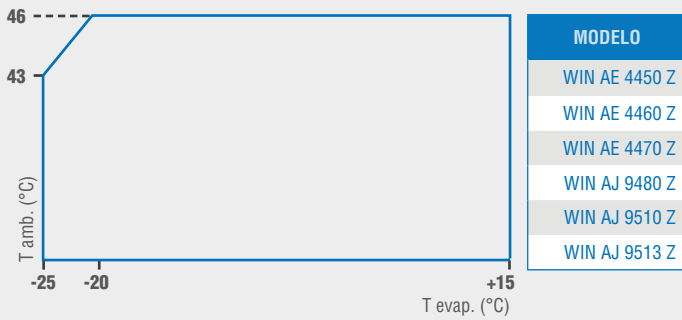 46
43
T amb. (°C)
-25
-20
+15
T evap. (°C)
MODELO
WIN AE 4450 Z
WIN AE 4460 Z
WIN AE 4470 Z
WIN AJ 9480 Z
WIN AJ 9510 Z
WIN AJ 9513 Z